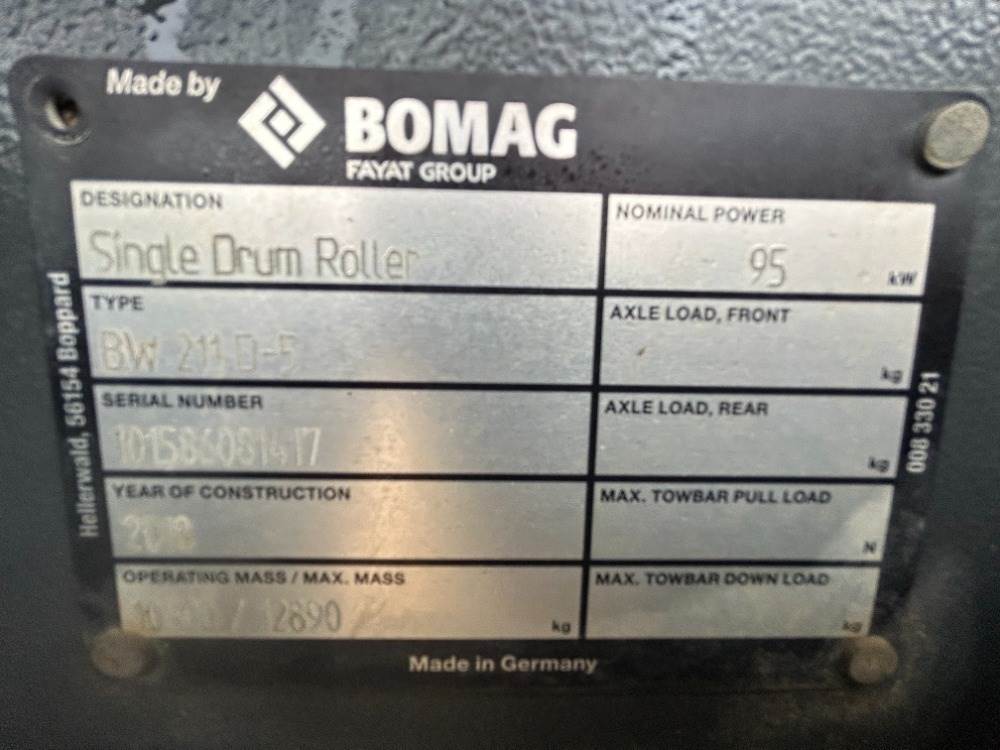 Made by
BOMAG
FAYAT GROUP
DESIGNATION
Single Drum Roller
NOMINAL POWER
95 kW
TYPE
BW 211 D-5
AXLE LOAD, FRONT
kg
SERIAL NUMBER
101586081417
AXLE LOAD, REAR
kg
YEAR OF CONSTRUCTION
MAX. TOWBAR PULL LOAD
N
OPERATING MASS / MAX. MASS
/ 12890 kg
MAX. TOWBAR DOWN LOAD
kg
Made in Germany
Hellerwald, 56154 Boppard
008 330 21